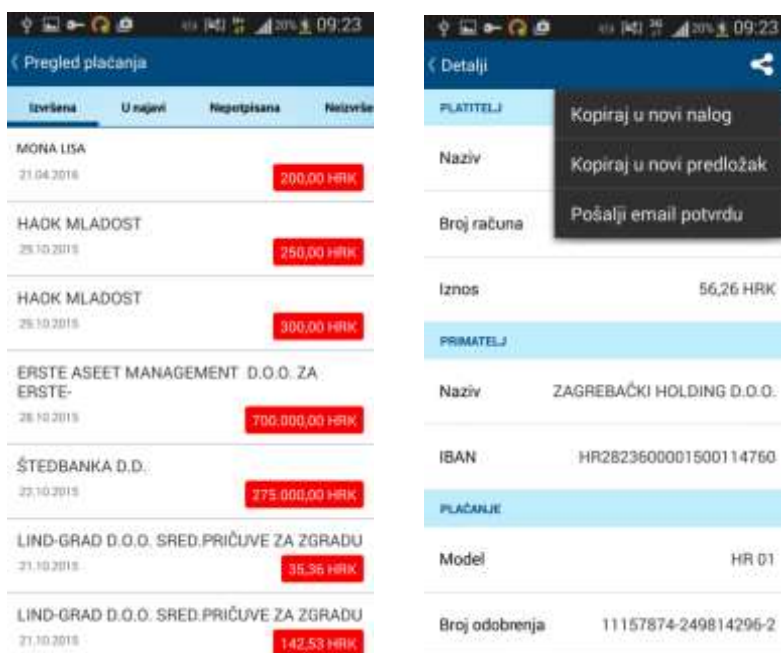 20% 09:23
Pregled plaćanja
Izvršena U najavi Nepotpisana Neizvrše
MONA LISA
21.04.2016
200,00 HRK
HAOK MLADOST
29.10.2015
250,00 HRK
HAOK MLADOST
29.10.2015
300,00 HRK
ERSTE ASEET MANAGEMENT D.O.O. ZA
ERSTE-
28.10.2015
700.000,00 HRK
ŠTEDBANKA D.D.
22.10.2015
275.000,00 HRK
LIND-GRAD D.O.O. SRED.PRIČUVE ZA ZGRADU
21.10.2015
35,36 HRK
LIND-GRAD D.O.O. SRED.PRIČUVE ZA ZGRADU
21.10.2015
142,53 HRK
20% 09:23
Detalji
PLATITELJ
Kopiraj u novi nalog
Naziv
Kopiraj u novi predložak
Broj računa
Pošalji email potvrdu
Iznos 56,26 HRK
PRIMATELJ
Naziv ZAGREBAČKI HOLDING D.O.O.
IBAN HR2823600001500114760
PLAĆANJE
Model HR 01
Broj odobrenja 11157874-249814296-2